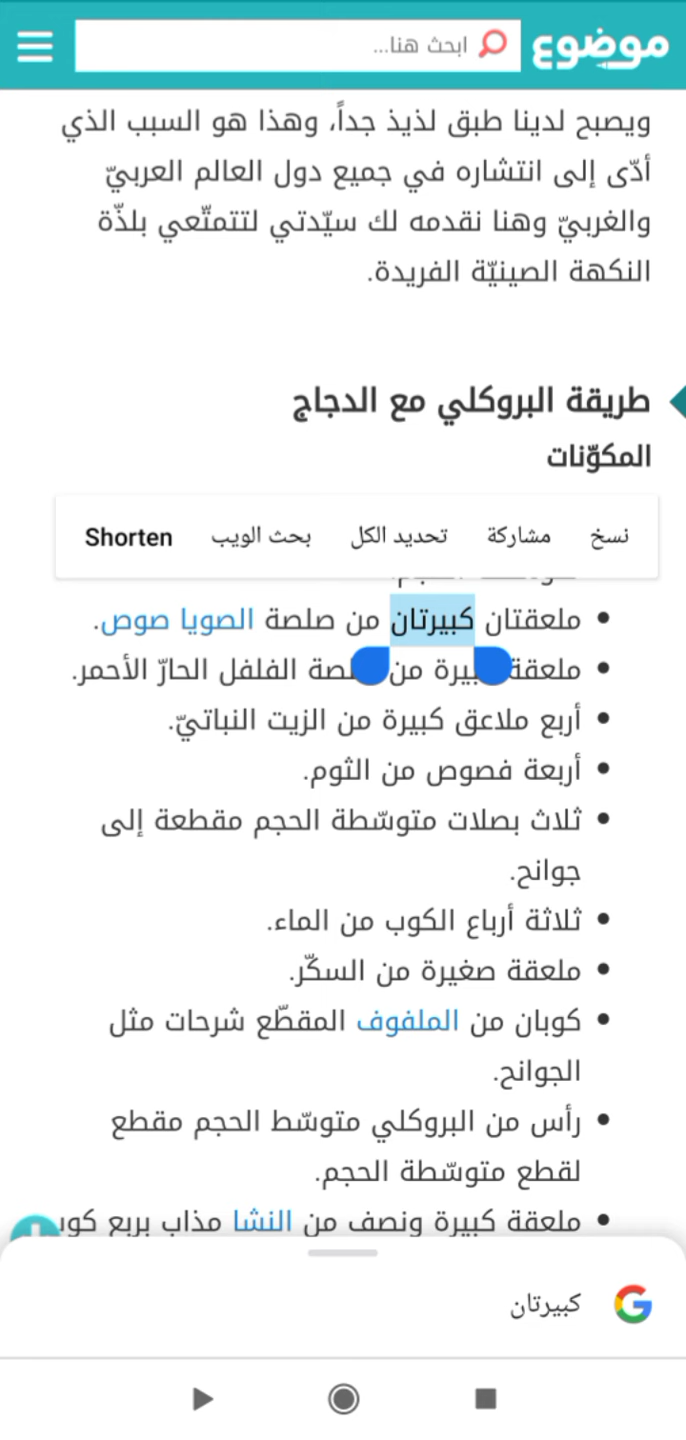 موضوع
ابحث هنا...
ويصبح لدينا طبق لذيذ جداً، وهذا هو السبب الذي
أدّى إلى انتشاره في جميع دول العالم العربيّ
والغربيّ وهنا نقدمه لك سيّدتي لتتمتّعي بلذّة
النكهة الصينيّة الفريدة.
طريقة البروكلي مع الدجاج
المكوّنات
نسخ مشاركة تحديد الكل بحث الويب Shorten
ملعقتان كبيرتان من صلصة الصويا صوص.
ملعقة كبيرة من صلصة الفلفل الحارّ الأحمر.
أربع ملاعق كبيرة من الزيت النباتيّ.
أربعة فصوص من الثوم.
ثلاث بصلات متوسّطة الحجم مقطعة إلى
جوانح.
ثلاثة أرباع الكوب من الماء.
ملعقة صغيرة من السكّر.
كوبان من الملفوف المقطّع شرحات مثل
الجوانح.
رأس من البروكلي متوسّط الحجم مقطع
لقطع متوسّطة الحجم.
ملعقة كبيرة ونصف من النشا مذاب بربع
كبيرتان